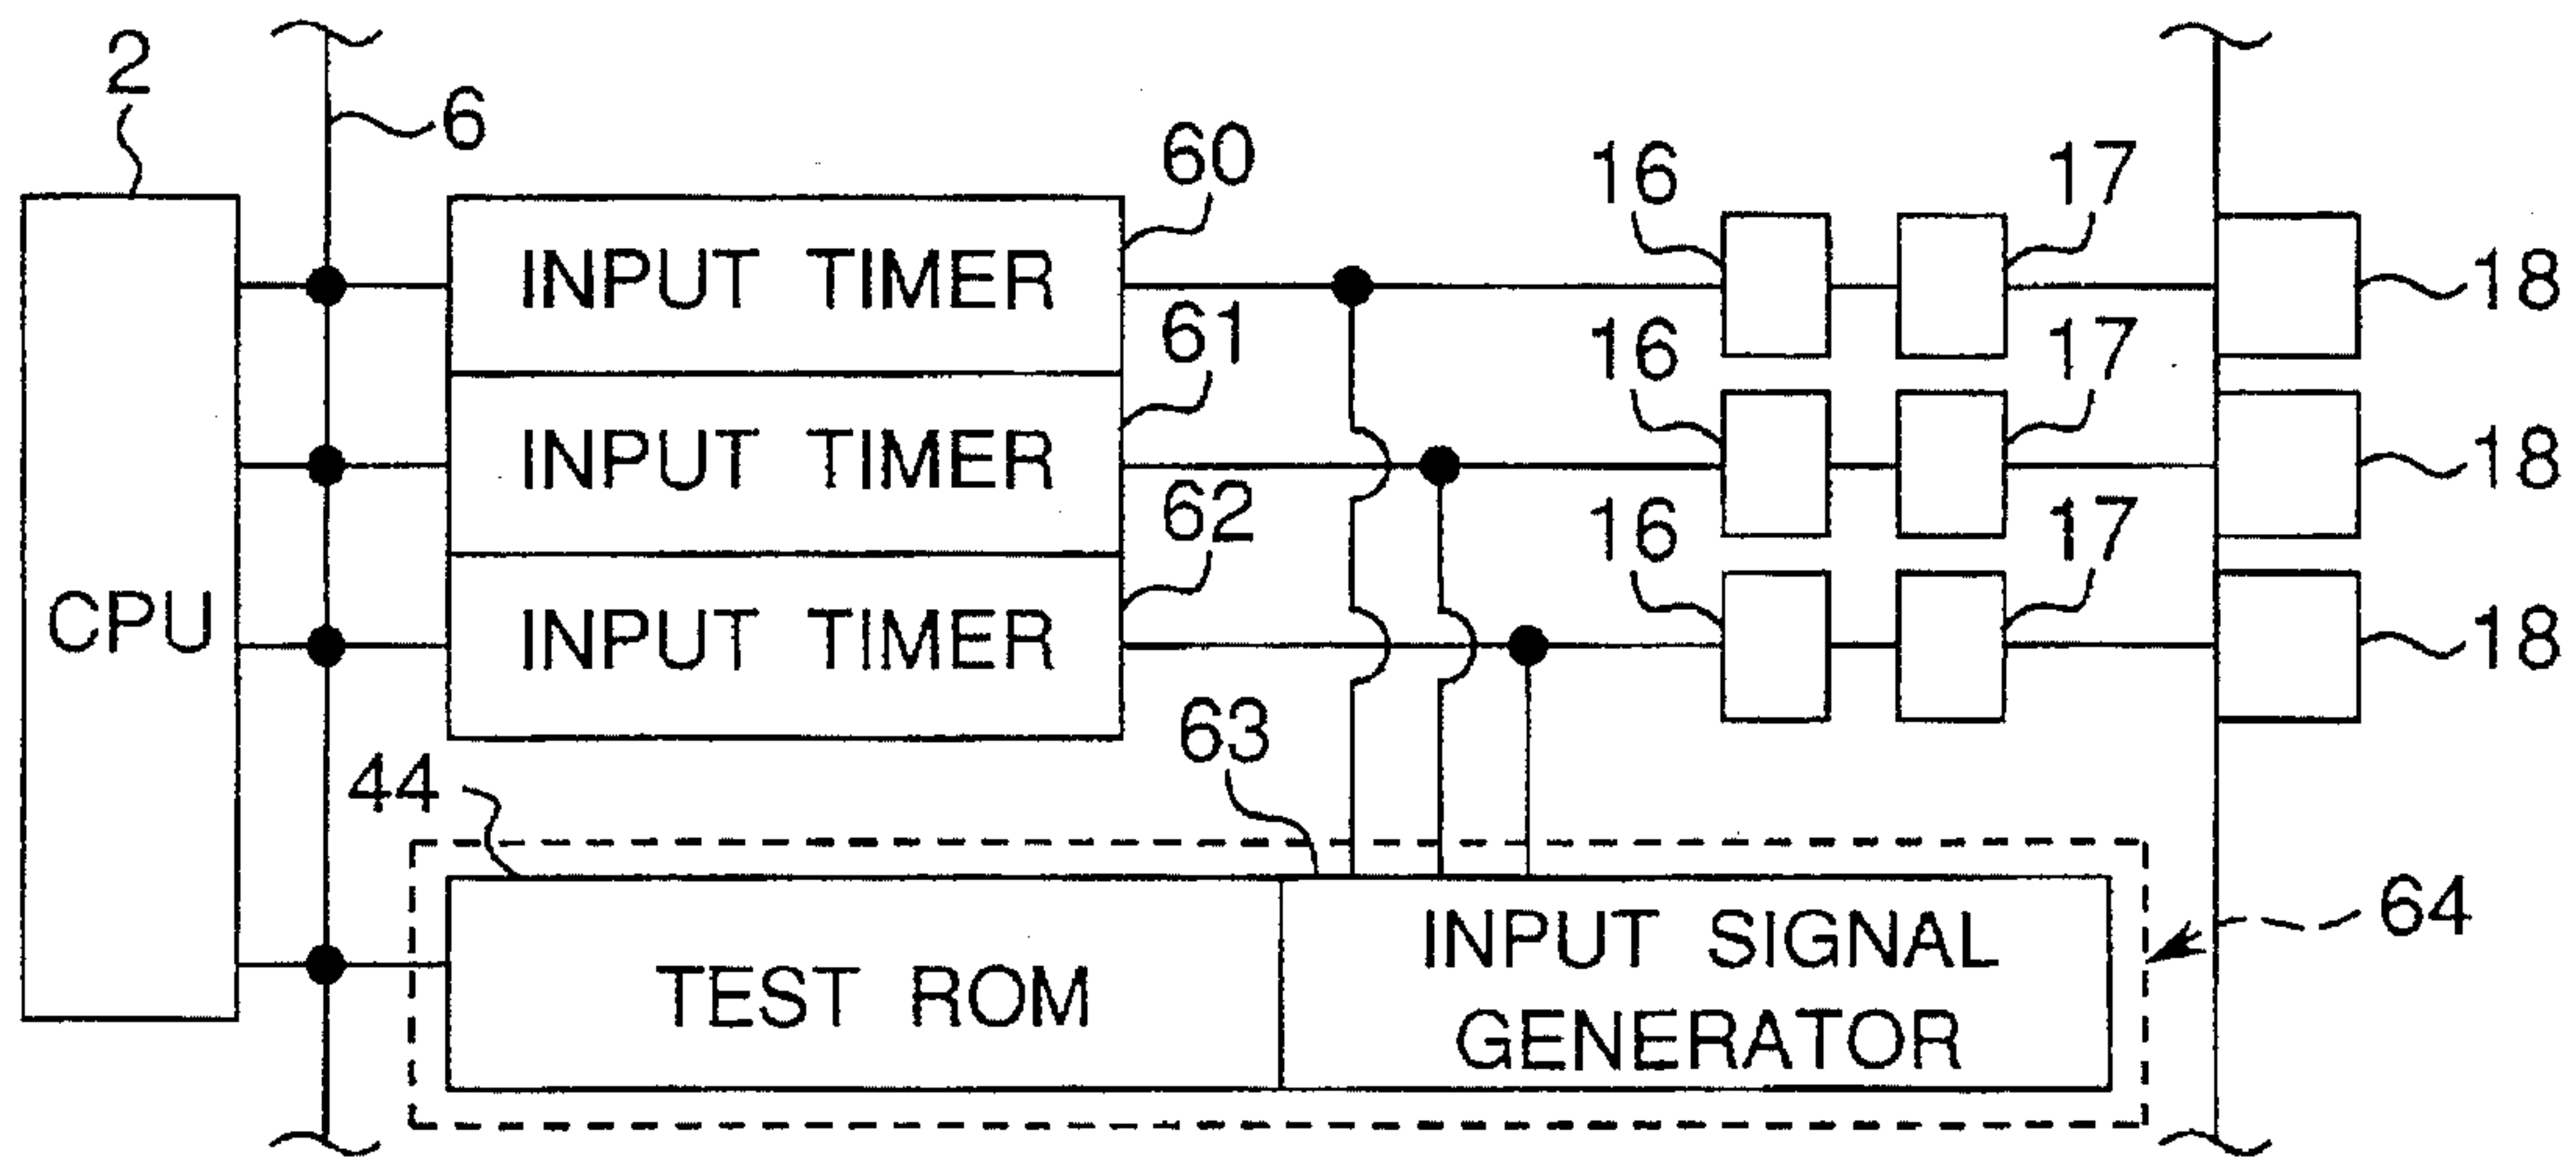 2
6
60
16
17
INPUT TIMER
18
61
16
17
INPUT TIMER
18
62
16
17
CPU
INPUT TIMER
18
63
44
64
TEST ROM
INPUT SIGNAL
GENERATOR